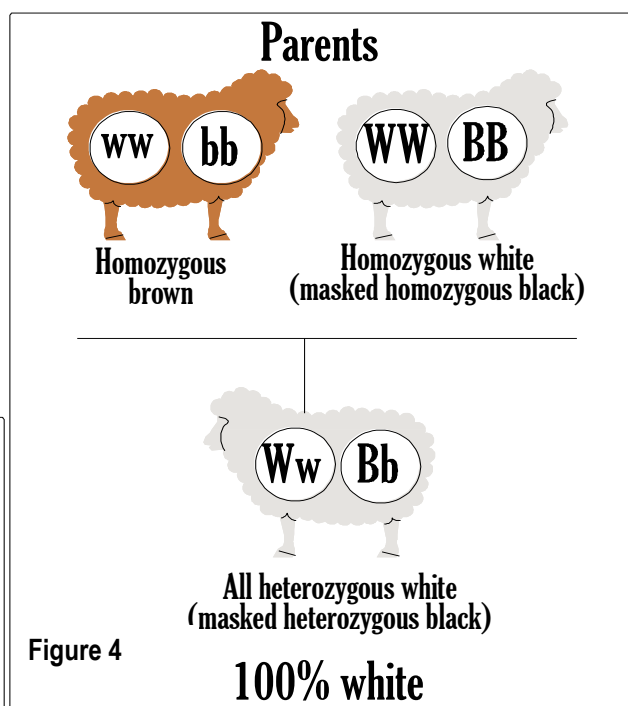 Parents
ww bb WW BB
Homozygous
brown
Homozygous white
(masked homozygous black)
Ww Bb
All heterozygous white
(masked heterozygous black)
Figure 4
100% white